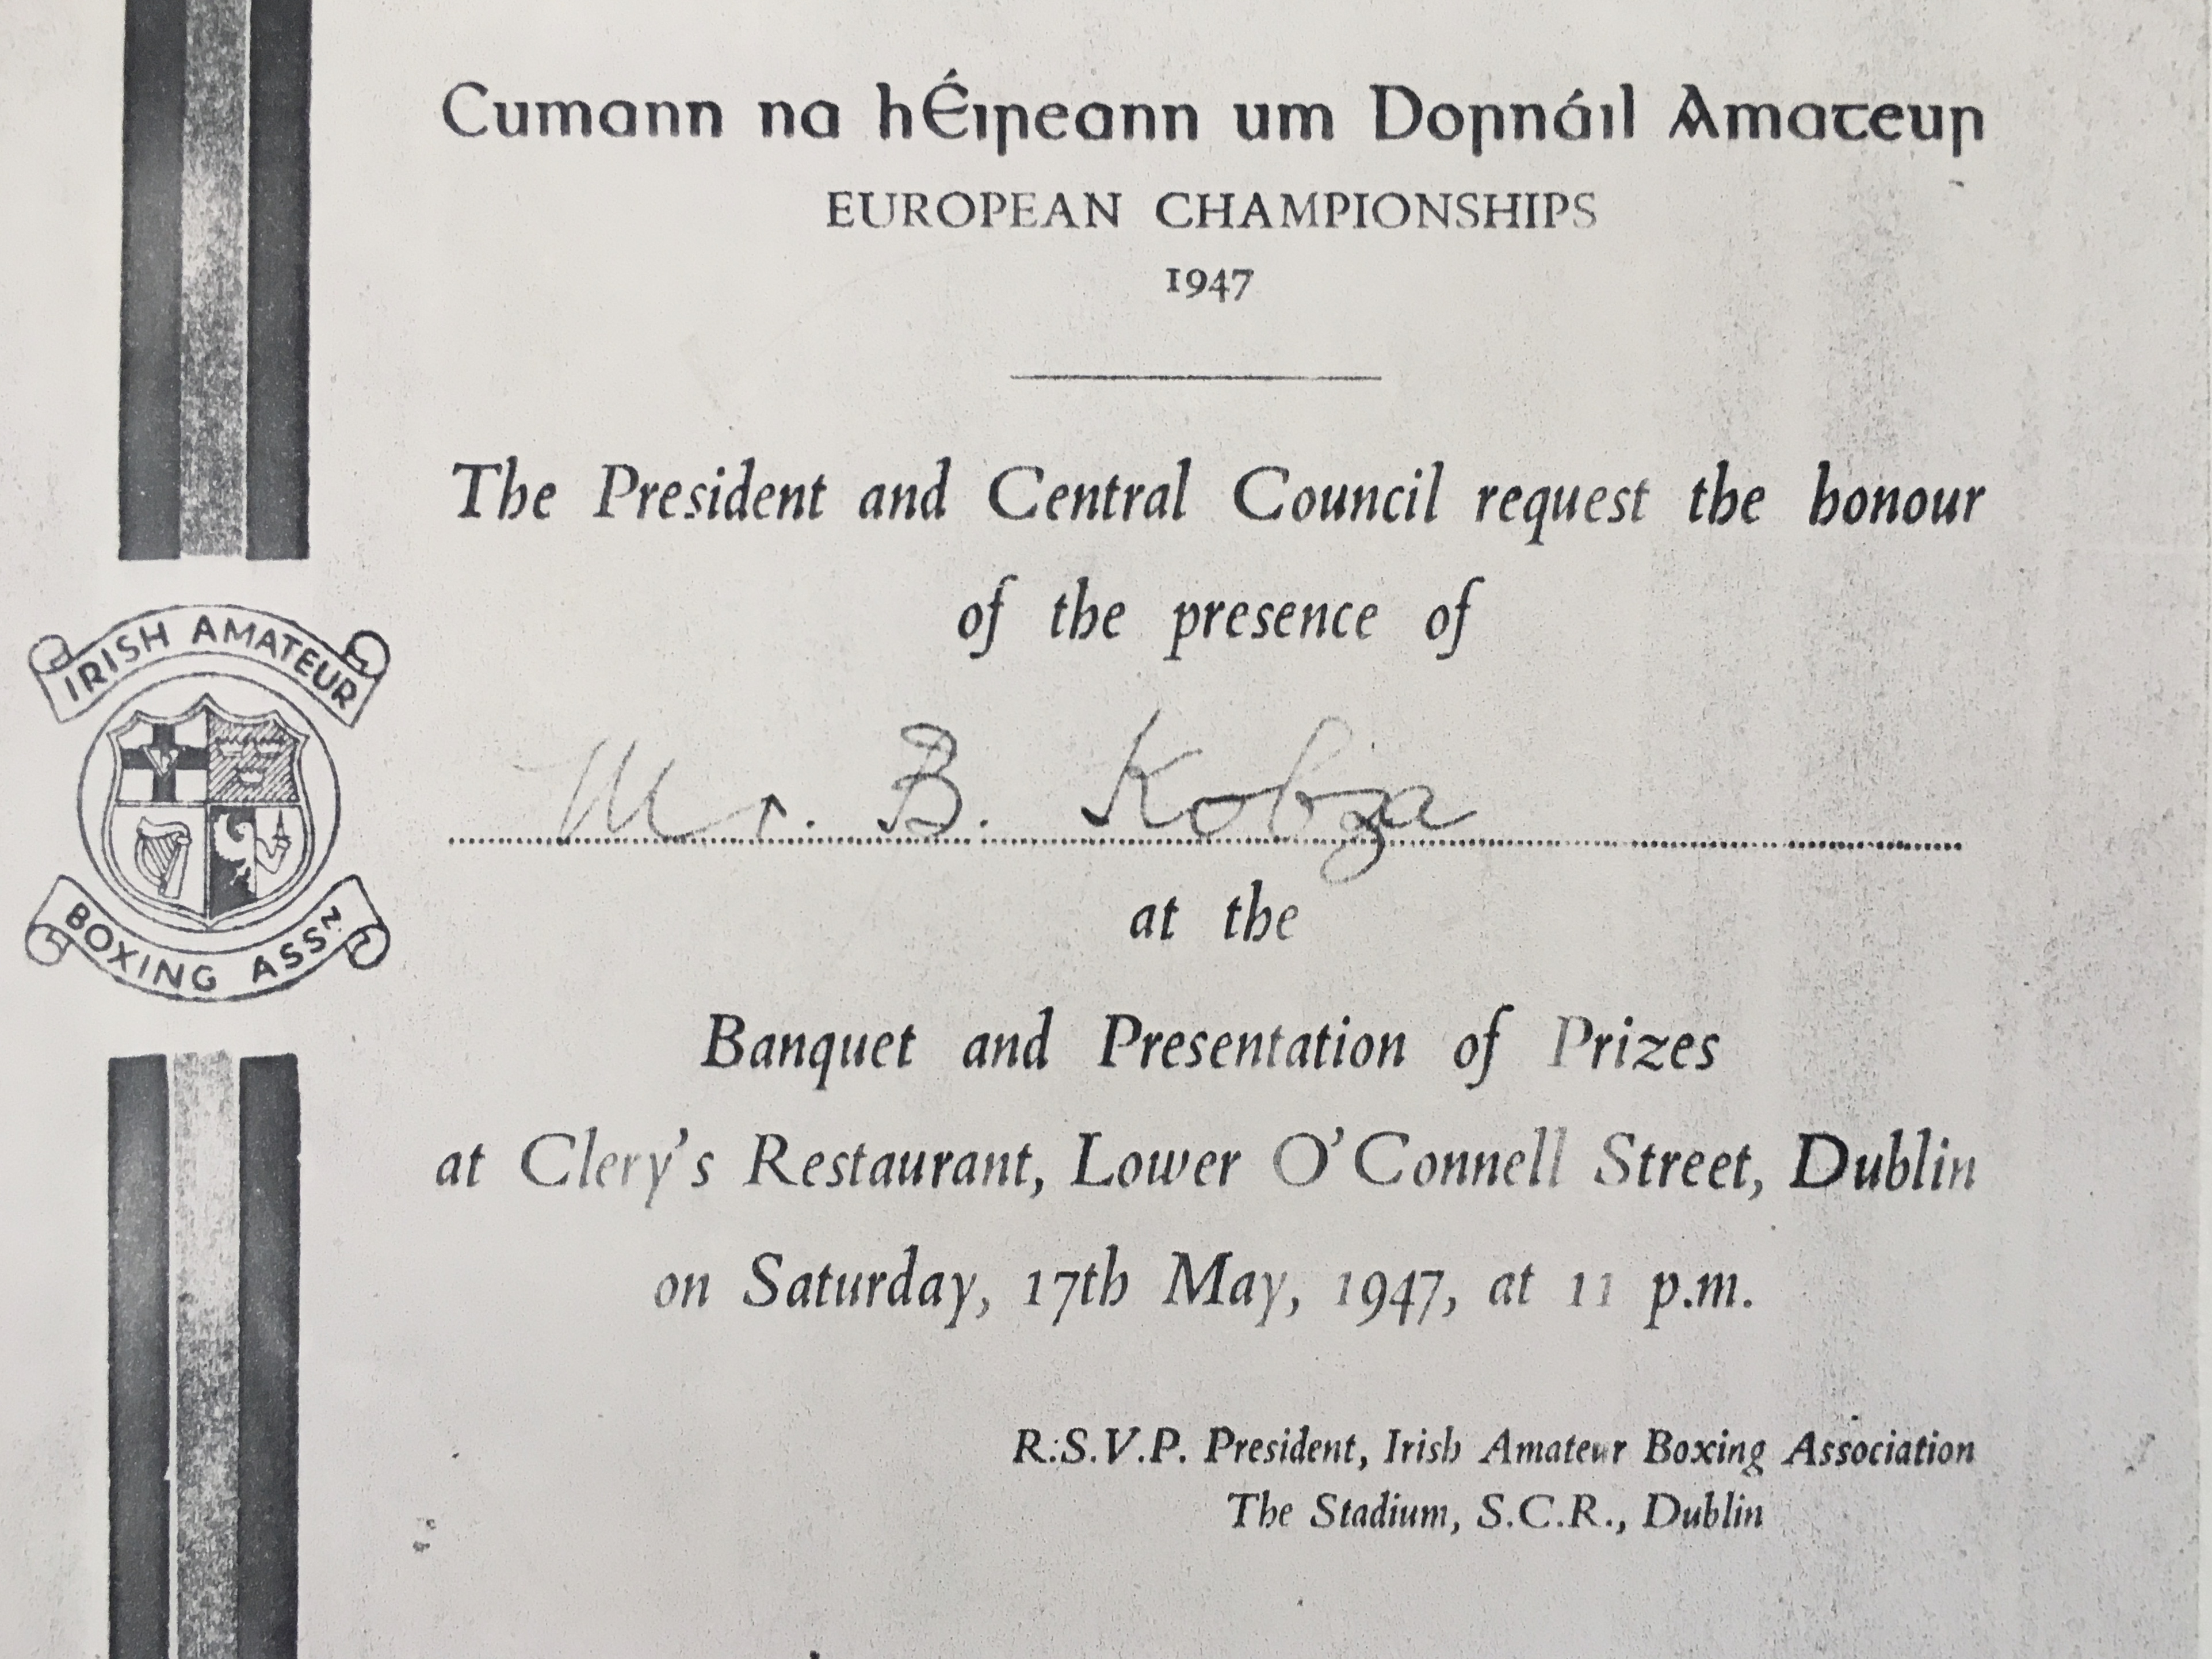 Cumann na hÉireann um Dornáil Amateur
EUROPEAN CHAMPIONSHIPS
1947
The President and Central Council request the honour
of the presence of
Mr. B. Kobza
at the
Banquet and Presentation of Prizes
at Clery's Restaurant, Lower O'Connell Street, Dublin
on Saturday, 17th May, 1947, at 11 p.m.
R.S.V.P. President, Irish Amateur Boxing Association
The Stadium, S.C.R., Dublin
IRISH AMATEUR
BOXING ASSN.